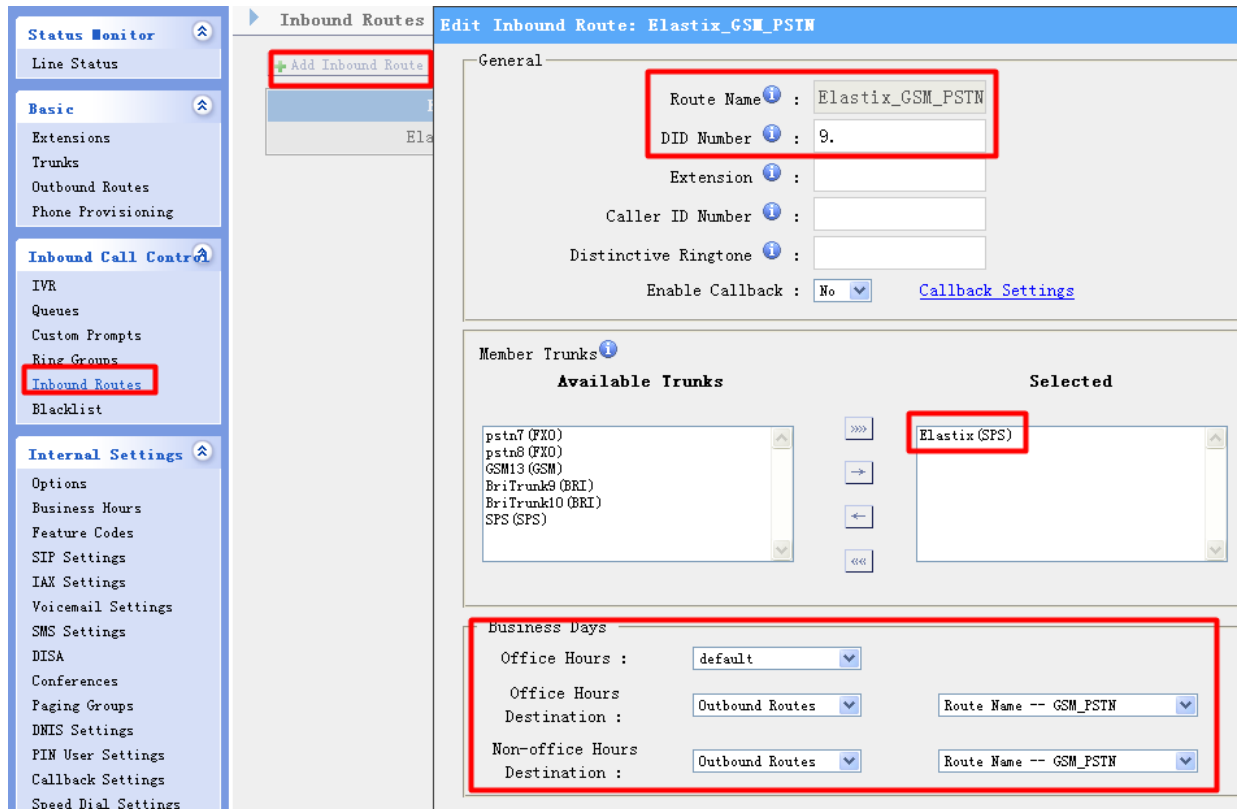 Status Monitor
Line Status
Basic
Extensions
Trunks
Outbound Routes
Phone Provisioning
Inbound Call Control
IVR
Queues
Custom Prompts
Ring Groups
Inbound Routes
Blacklist
Internal Settings
Options
Business Hours
Feature Codes
SIP Settings
IAX Settings
Voicemail Settings
SMS Settings
DISA
Conferences
Paging Groups
DNIS Settings
PIN User Settings
Callback Settings
Speed Dial Settings
Inbound Routes
Add Inbound Route
Ela
Edit Inbound Route: Elastix_GSM_PSTN
General
Route Name : Elastix_GSM_PSTN
DID Number : 9.
Extension :
Caller ID Number :
Distinctive Ringtone :
Enable Callback : No Callback Settings
Member Trunks
Available Trunks Selected
pstn7(FXO)
pstn8(FXO)
GSM13(GSM)
BriTrunk9(BRI)
BriTrunk10(BRI)
SPS(SPS)
>>>>
→
←
<<<<
Elastix(SPS)
Business Days
Office Hours : default
Office Hours
Destination : Outbound Routes Route Name -- GSM_PSTN
Non-office Hours
Destination : Outbound Routes Route Name -- GSM_PSTN